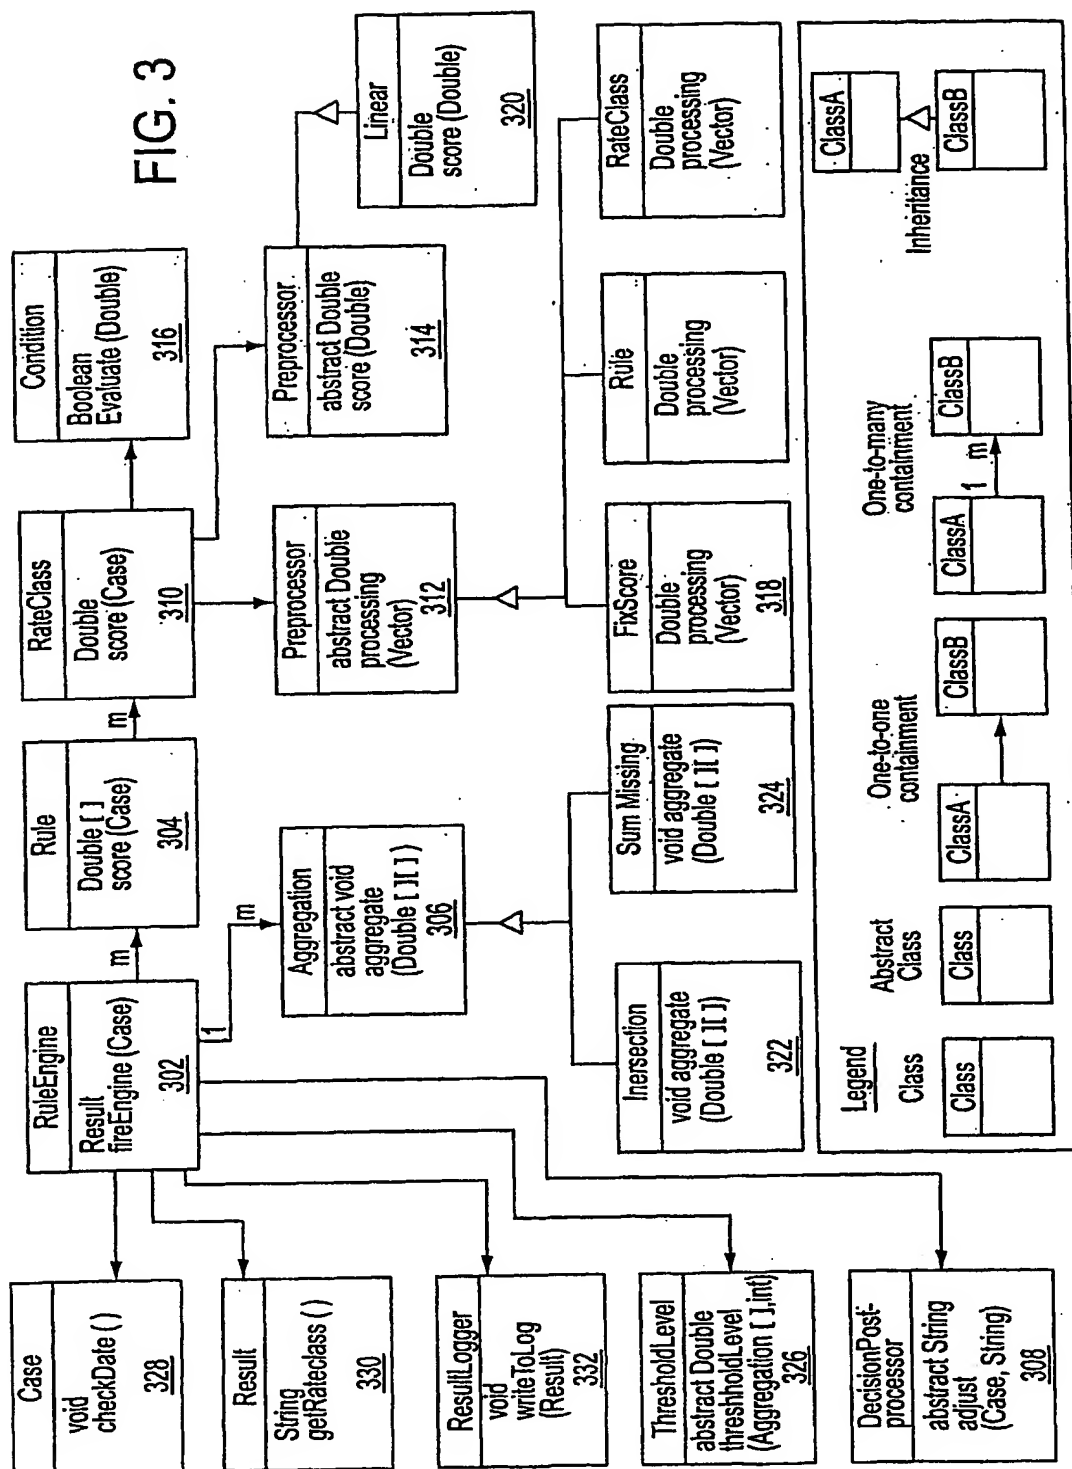 FIG. 3
Case
void
checkDate ( )
328
Result
String
getRateclass ( )
330
ResultLogger
void
writeToLog
(Result)
332
ThresholdLevel
abstract Double
threshholdLevel
(Aggregation [ ],int)
326
DecisionPost-
processor
abstract String
adjust
(Case, String)
308
RuleEngine
Result
fireEngine (Case)
302
m
1
m
Rule
Double [ ]
score (Case)
304
m
RateClass
Double
score (Case)
310
Condition
Boolean
Evaluate (Double)
316
Aggregation
abstract void
aggregate
(Double [ ][ ])
306
Preprocessor
abstract Double
processing
(Vector)
312
Preprocessor
abstract Double
score (Double)
314
Linear
Double
score (Double)
320
Inersection
void aggregate
(Double [ ][ ])
322
Sum Missing
void aggregate
(Double [ ][ ])
324
FixScore
Double
processing
(Vector)
318
Rule
Double
processing
(Vector)
RateClass
Double
processing
(Vector)
Legend
Class
Class
Abstract
Class
Class
One-to-one
containment
ClassA
ClassB
One-to-many
containment
ClassA
1
m
ClassB
Inheritance
ClassA
ClassB